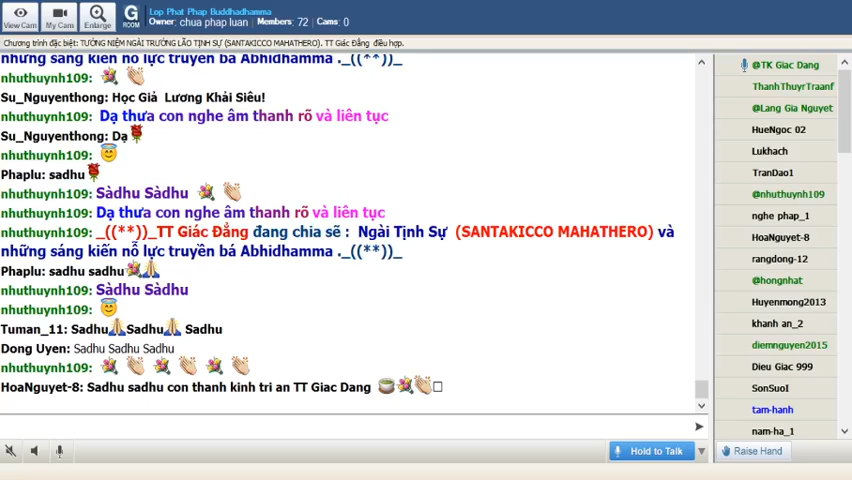 View Cam
My Cam
Enlarge
G
ROOM
Lop Phat Phap Buddhadhamma
Owner: chua phap luan Members: 72 Cams: 0
Chương trình đặc biệt: TƯỞNG NIỆM NGÀI TRƯỞNG LÃO TỊNH SỰ (SANTAKICCO MAHATHERO). TT Giác Đẳng điều hợp.
những sáng kiến nỗ lực truyền bá Abhidhamma ._((**))_
nhuthuynh109:
Su_Nguyenthong: Học Giả Lương Khải Siêu!
Dạ thưa con nghe âm thanh rõ và liên tục
Su_Nguyenthong: Dạ
nhuthuynh109:
Phaplu: sadhu
nhuthuynh109: Sàdhu Sàdhu
nhuthuynh109: Dạ thưa con nghe âm thanh rõ và liên tục
nhuthuynh109: _((**))_TT Giác Đẳng đang chia sẽ : Ngài Tịnh Sự (SANTAKICCO MAHATHERO) và
những sáng kiến nỗ lực truyền bá Abhidhamma ._((**))_
Phaplu: sadhu sadhu
nhuthuynh109: Sàdhu Sàdhu
nhuthuynh109:
Tuman_11: Sadhu Sadhu Sadhu
Dong Uyen: Sadhu Sadhu Sadhu
nhuthuynh109:
HoaNguyet-8: Sadhu sadhu con thanh kinh tri an TT Giac Dang
Hold to Talk
@TK Giac Dang
ThanhThuyrTraanf
@Lang Gia Nguyet
HueNgoc 02
Lukhach
TranDao1
@nhuthuynh109
nghe phap_1
HoaNguyet-8
rangdong-12
@hongnhat
Huyenmong2013
khanh an_2
diemnguyen2015
Dieu Giac 999
SonSuoI
tam-hanh
nam-ha_1
Raise Hand